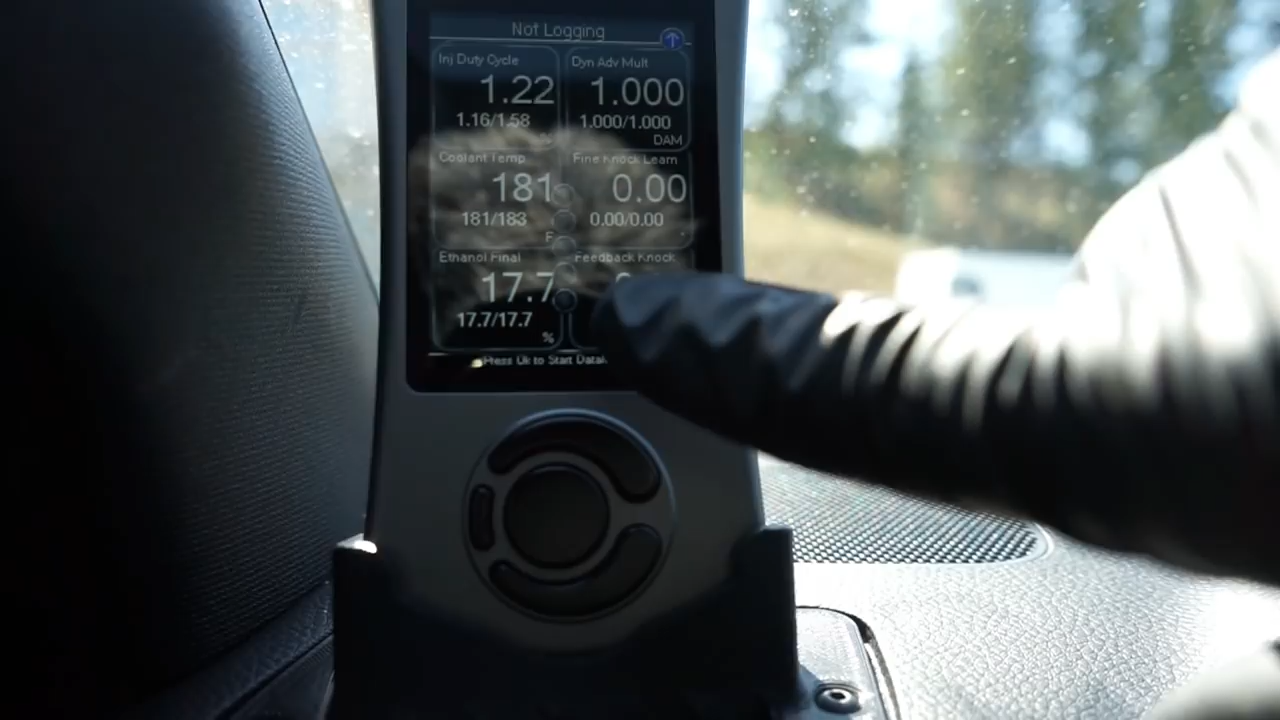 Not Logging
Inj Duty Cycle
1.22
1.16/1.58
Dyn Adv Mult
1.000
1.000/1.000
DAM
Coolant Temp
181
181/183
F
Fine Knock Learn
0.00
0.00/0.00
°
Ethanol Final
17.7
17.7/17.7
%
Feedback Knock
Press Ok to Start